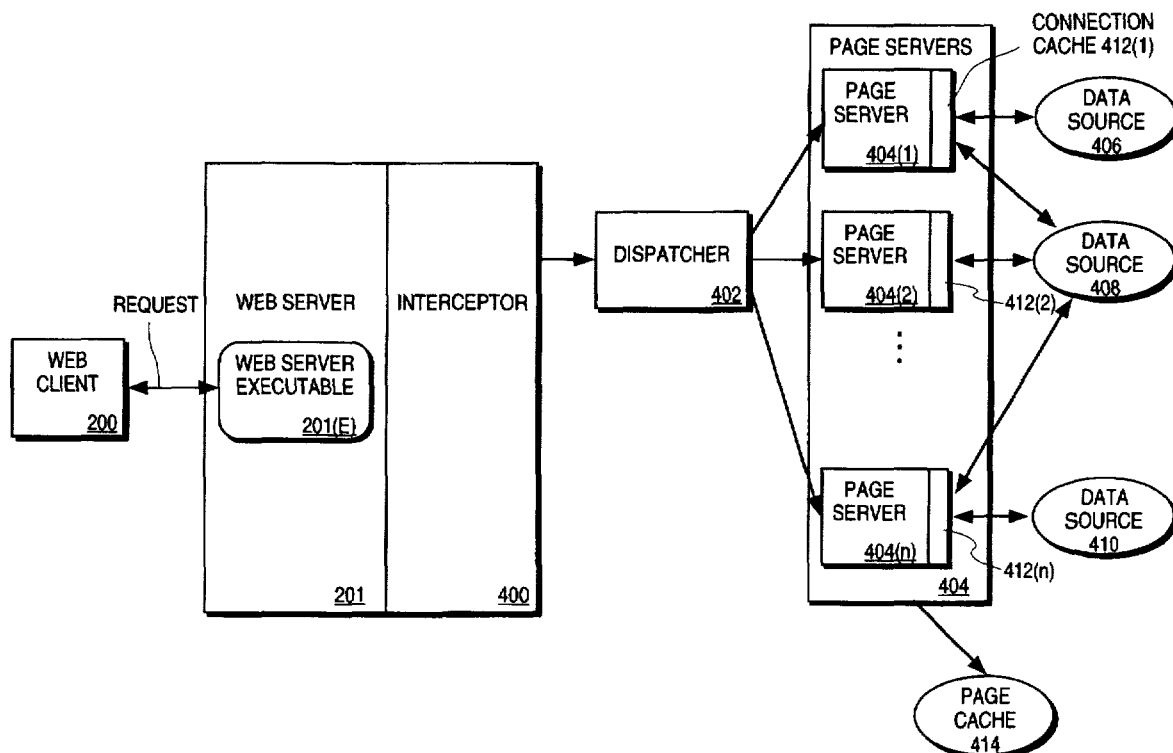 CONNECTION
CACHE 412(1)
PAGE SERVERS
PAGE
SERVER
404(1)
DATA
SOURCE
406
PAGE
SERVER
404(2)
412(2)
DATA
SOURCE
408
DISPATCHER
402
REQUEST
WEB SERVER
INTERCEPTOR
WEB
CLIENT
200
WEB SERVER
EXECUTABLE
201(E)
201
400
PAGE
SERVER
404(n)
412(n)
404
DATA
SOURCE
410
PAGE
CACHE
414